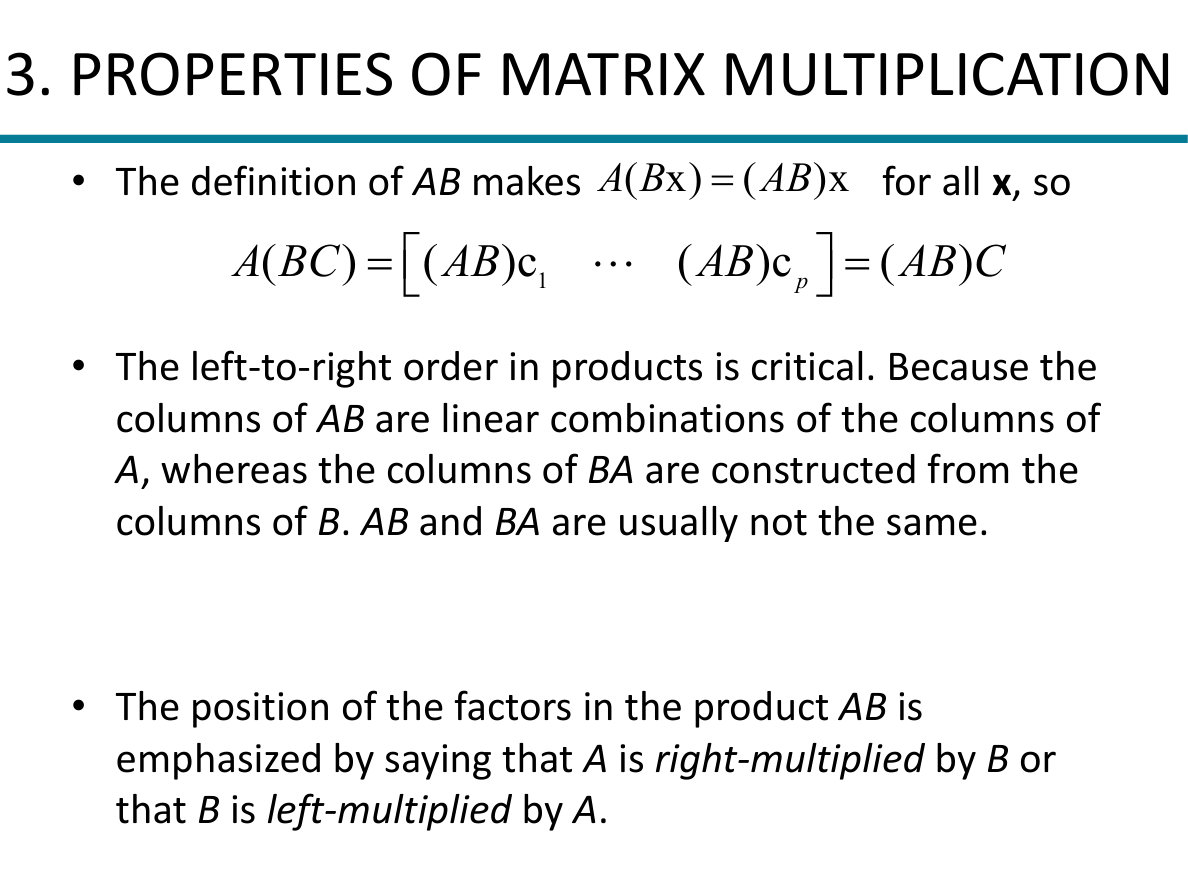 3. PROPERTIES OF MATRIX MULTIPLICATION
• The definition of AB makes A(Bx) = (AB)x for all x, so
A(BC) = [(AB)c₁ ⋯ (AB)cₚ] = (AB)C
• The left-to-right order in products is critical. Because the
columns of AB are linear combinations of the columns of
A, whereas the columns of BA are constructed from the
columns of B. AB and BA are usually not the same.
• The position of the factors in the product AB is
emphasized by saying that A is right-multiplied by B or
that B is left-multiplied by A.